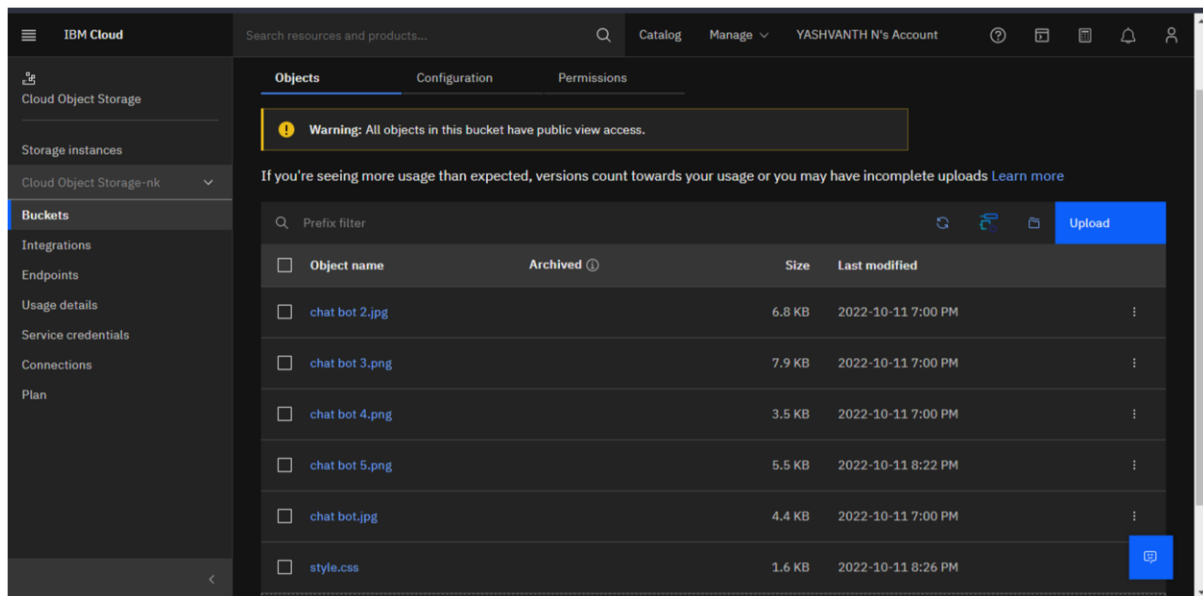 IBM Cloud
Search resources and products...
Catalog
Manage
YASHVANTH N's Account
Cloud Object Storage
Storage instances
Cloud Object Storage-nk
Buckets
Integrations
Endpoints
Usage details
Service credentials
Connections
Plan
Objects Configuration Permissions
Warning: All objects in this bucket have public view access.
If you're seeing more usage than expected, versions count towards your usage or you may have incomplete uploads Learn more
Prefix filter Upload
Object name Archived Size Last modified
chat bot 2.jpg 6.8 KB 2022-10-11 7:00 PM
chat bot 3.png 7.9 KB 2022-10-11 7:00 PM
chat bot 4.png 3.5 KB 2022-10-11 7:00 PM
chat bot 5.png 5.5 KB 2022-10-11 8:22 PM
chat bot.jpg 4.4 KB 2022-10-11 7:00 PM
style.css 1.6 KB 2022-10-11 8:26 PM